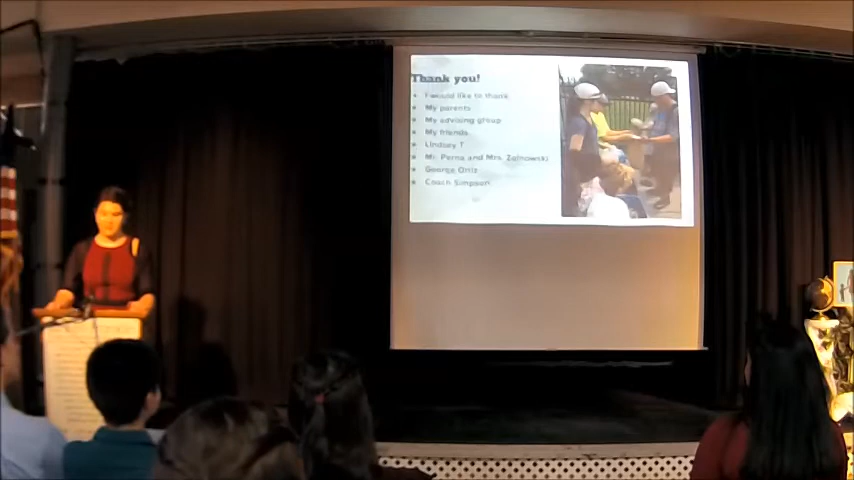 Thank you!
I would like to thank
My parents
My advising group
My friends
Lindsay T
Mr. Perna and Mrs. Zalnowski
George Ortiz
Coach Simpson